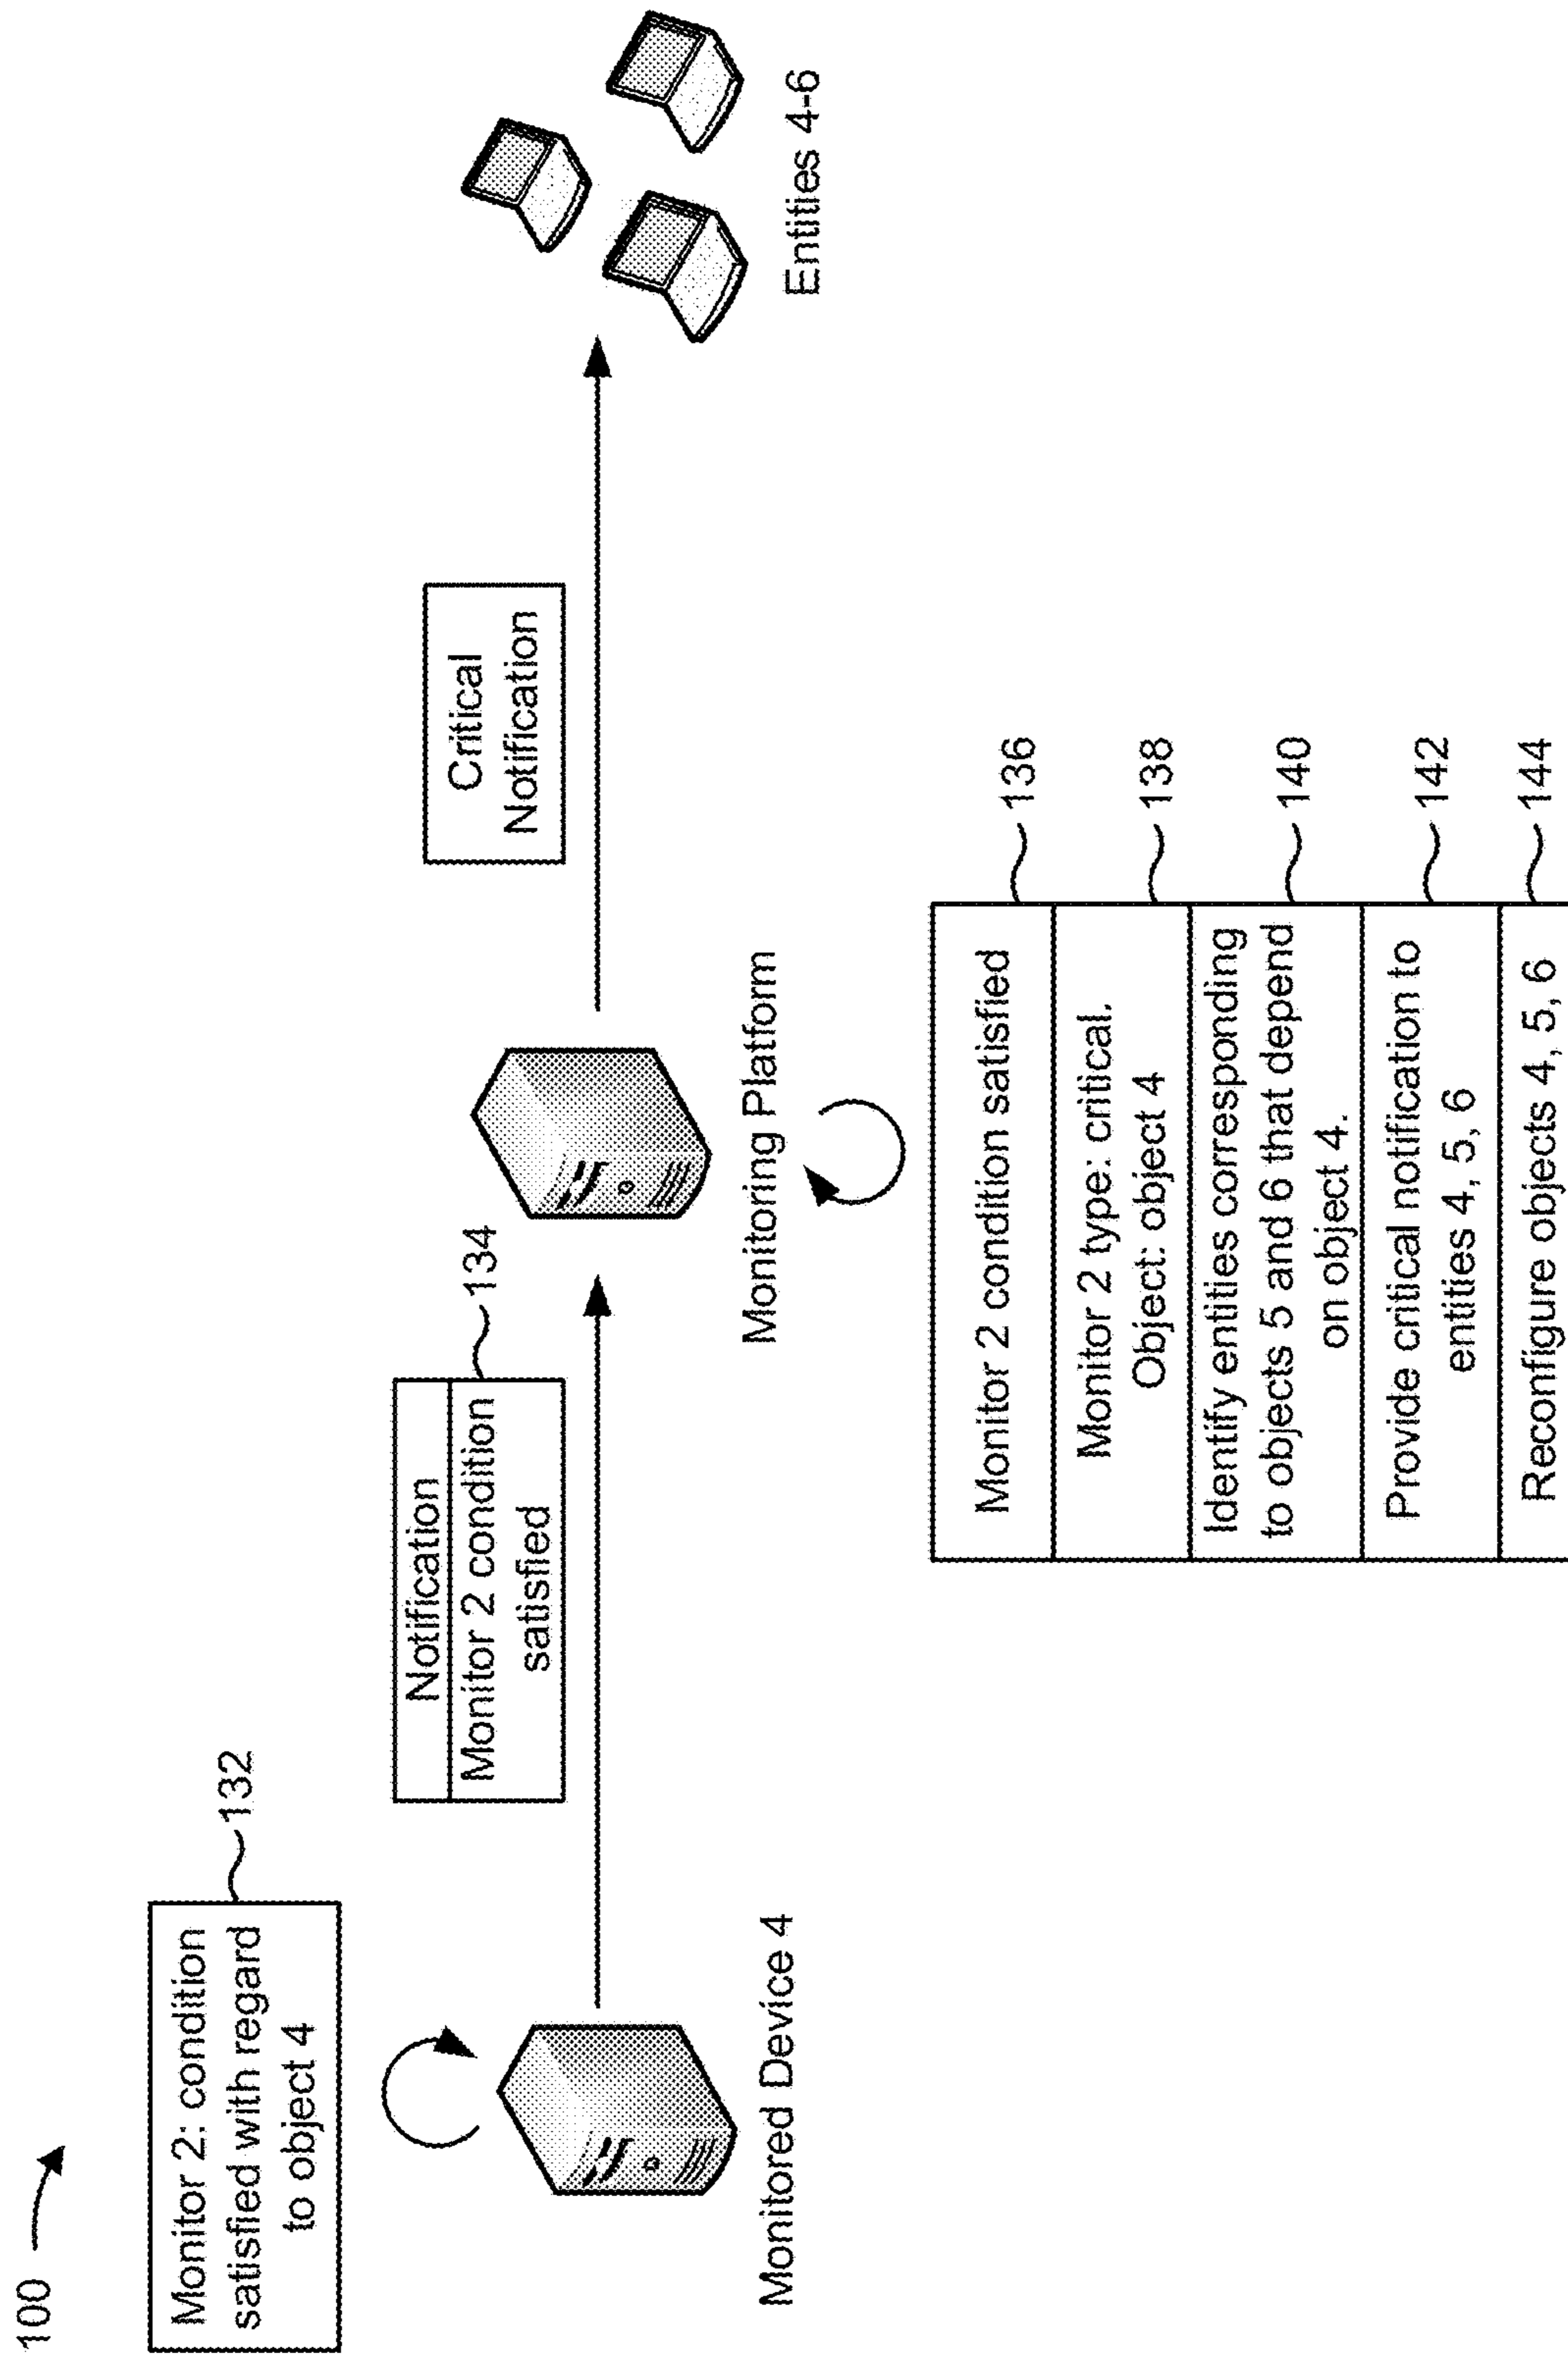 100
Monitor 2: condition
satisfied with regard
to object 4
132
Monitored Device 4
Notification
Monitor 2 condition
satisfied
134
Monitoring Platform
Critical
Notification
Entities 4-6
Monitor 2 condition satisfied
136
Monitor 2 type: critical.
Object: object 4
138
Identify entities corresponding
to objects 5 and 6 that depend
on object 4.
140
Provide critical notification to
entities 4, 5, 6
142
Reconfigure objects 4, 5, 6
144